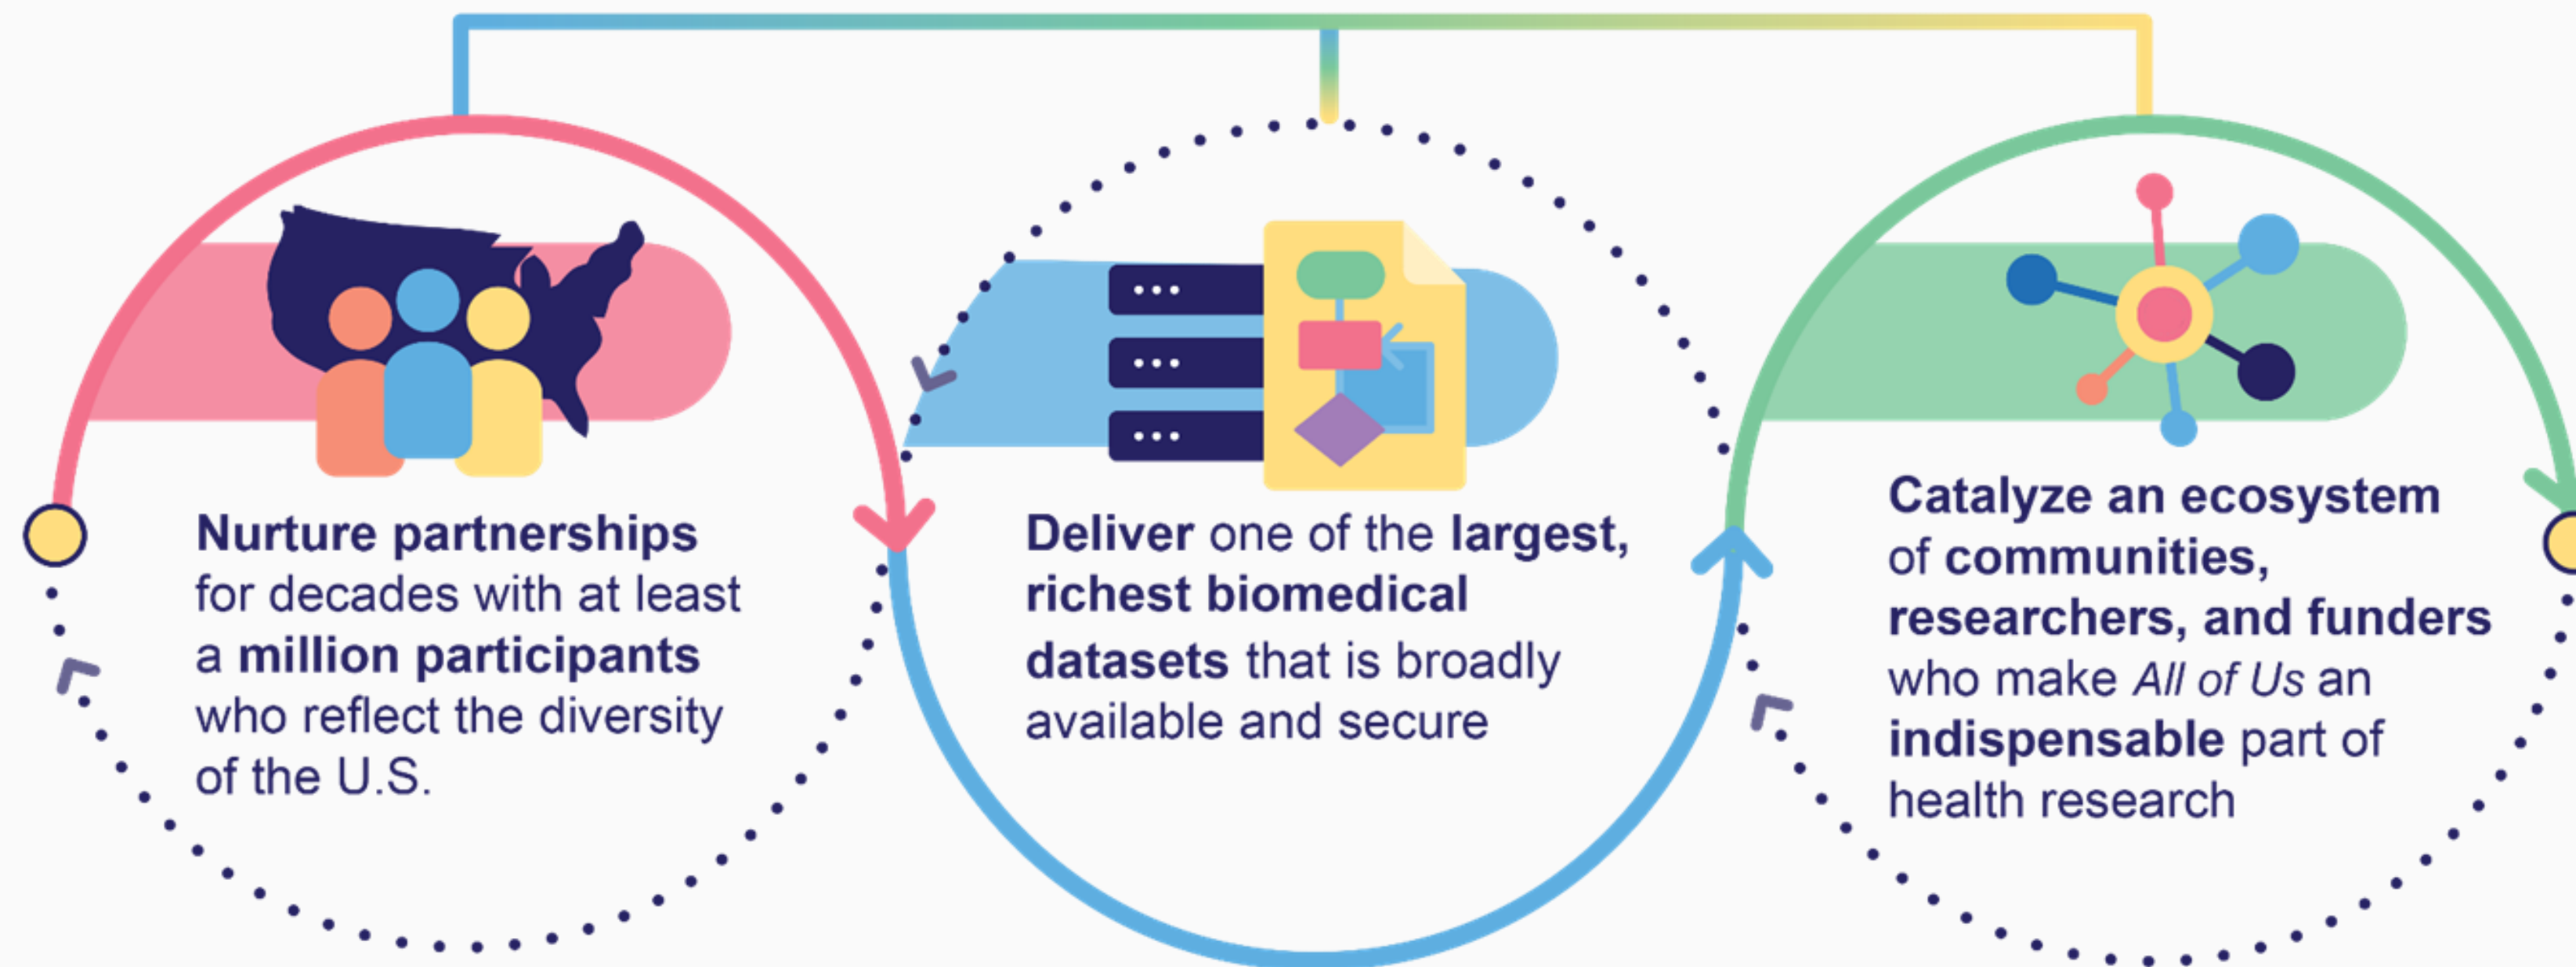 Nurture partnerships
for decades with at least
a million participants
who reflect the diversity
of the U.S.
Deliver one of the largest,
richest biomedical
datasets that is broadly
available and secure
Catalyze an ecosystem
of communities,
researchers, and funders
who make All of Us an
indispensable part of
health research